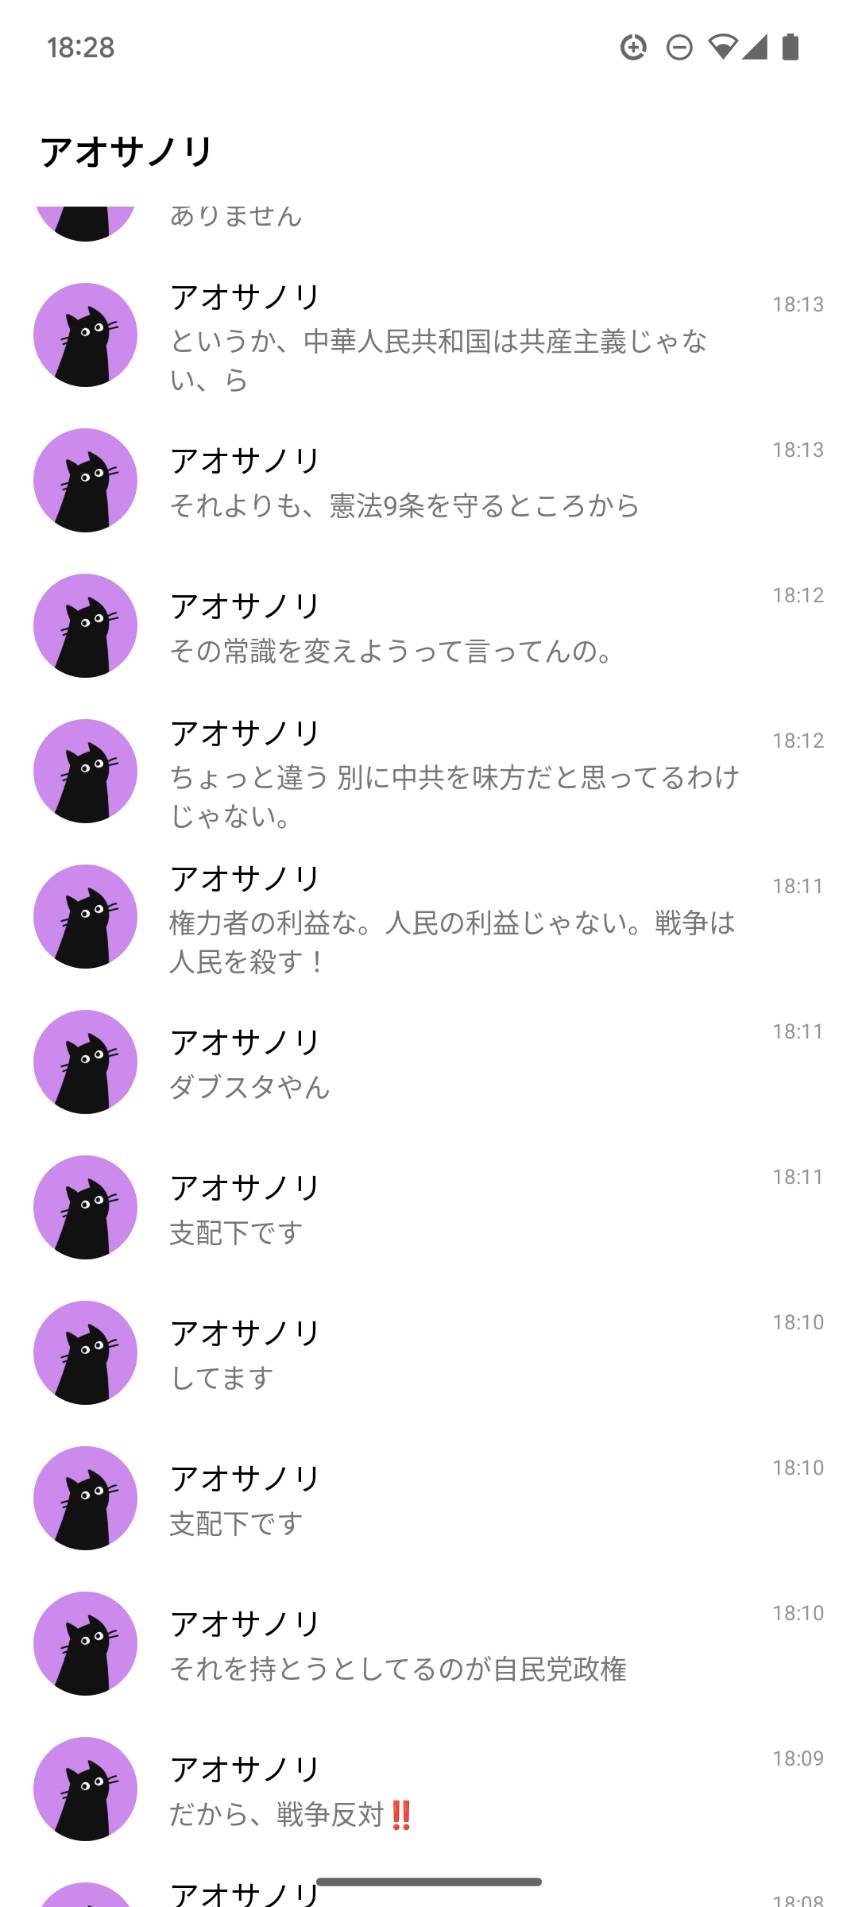 18:28
アオサノリ
ありません
アオサノリ
18:13
というか、中華人民共和国は共産主義じゃな
い、ら
アオサノリ
18:13
それよりも、憲法9条を守るところから
アオサノリ
18:12
その常識を変えようって言ってんの。
アオサノリ
18:12
ちょっと違う 別に中共を味方だと思ってるわけ
じゃない。
アオサノリ
18:11
権力者の利益な。人民の利益じゃない。戦争は
人民を殺す！
アオサノリ
18:11
ダブスタやん
アオサノリ
18:11
支配下です
アオサノリ
18:10
してます
アオサノリ
18:10
支配下です
アオサノリ
18:10
それを持とうとしてるのが自民党政権
アオサノリ
18:09
だから、戦争反対‼️
アオサノリ
18:08